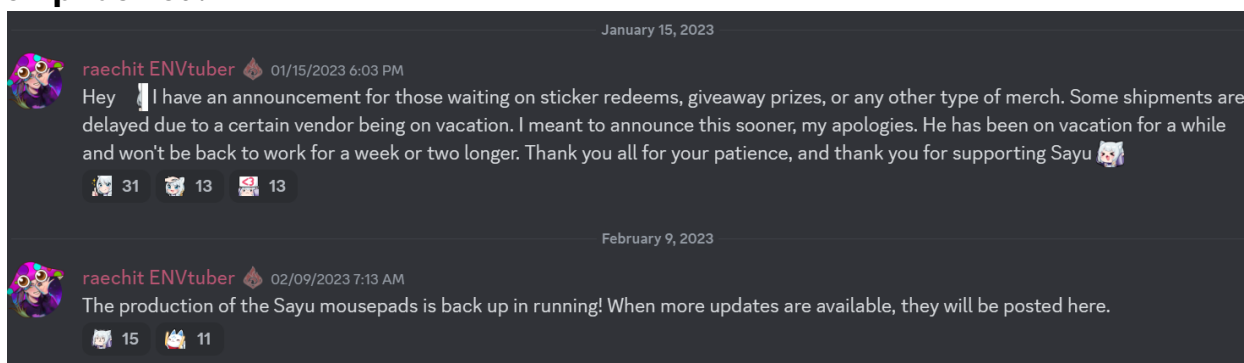 January 15, 2023
raechit ENVtuber 01/15/2023 6:03 PM
Hey I have an announcement for those waiting on sticker redeems, giveaway prizes, or any other type of merch. Some shipments are
delayed due to a certain vendor being on vacation. I meant to announce this sooner, my apologies. He has been on vacation for a while
and won't be back to work for a week or two longer. Thank you all for your patience, and thank you for supporting Sayu
31 13 13
February 9, 2023
raechit ENVtuber 02/09/2023 7:13 AM
The production of the Sayu mousepads is back up in running! When more updates are available, they will be posted here.
15 11